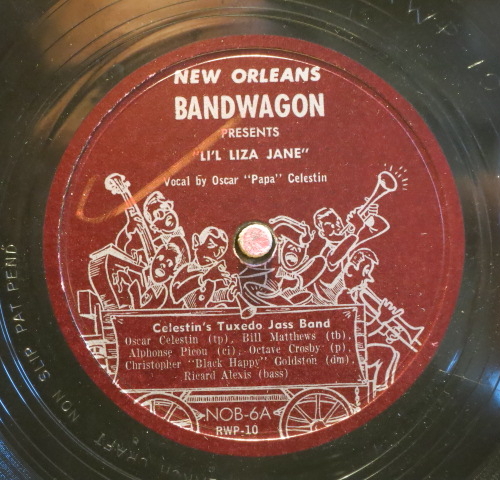 NEW ORLEANS
BANDWAGON
PRESENTS
"LI'L LIZA JANE"
Vocal by Oscar "Papa" Celestin
Celestin's Tuxedo Jass Band
Oscar Celestin (tp), Bill Matthews (tb),
Alphonse Picou (cl), Octave Crosby (p),
Christopher "Black Happy" Goldston (dm),
Ricard Alexis (bass)
NOB-6A
RWP-10
NON SLIP PAT PEND